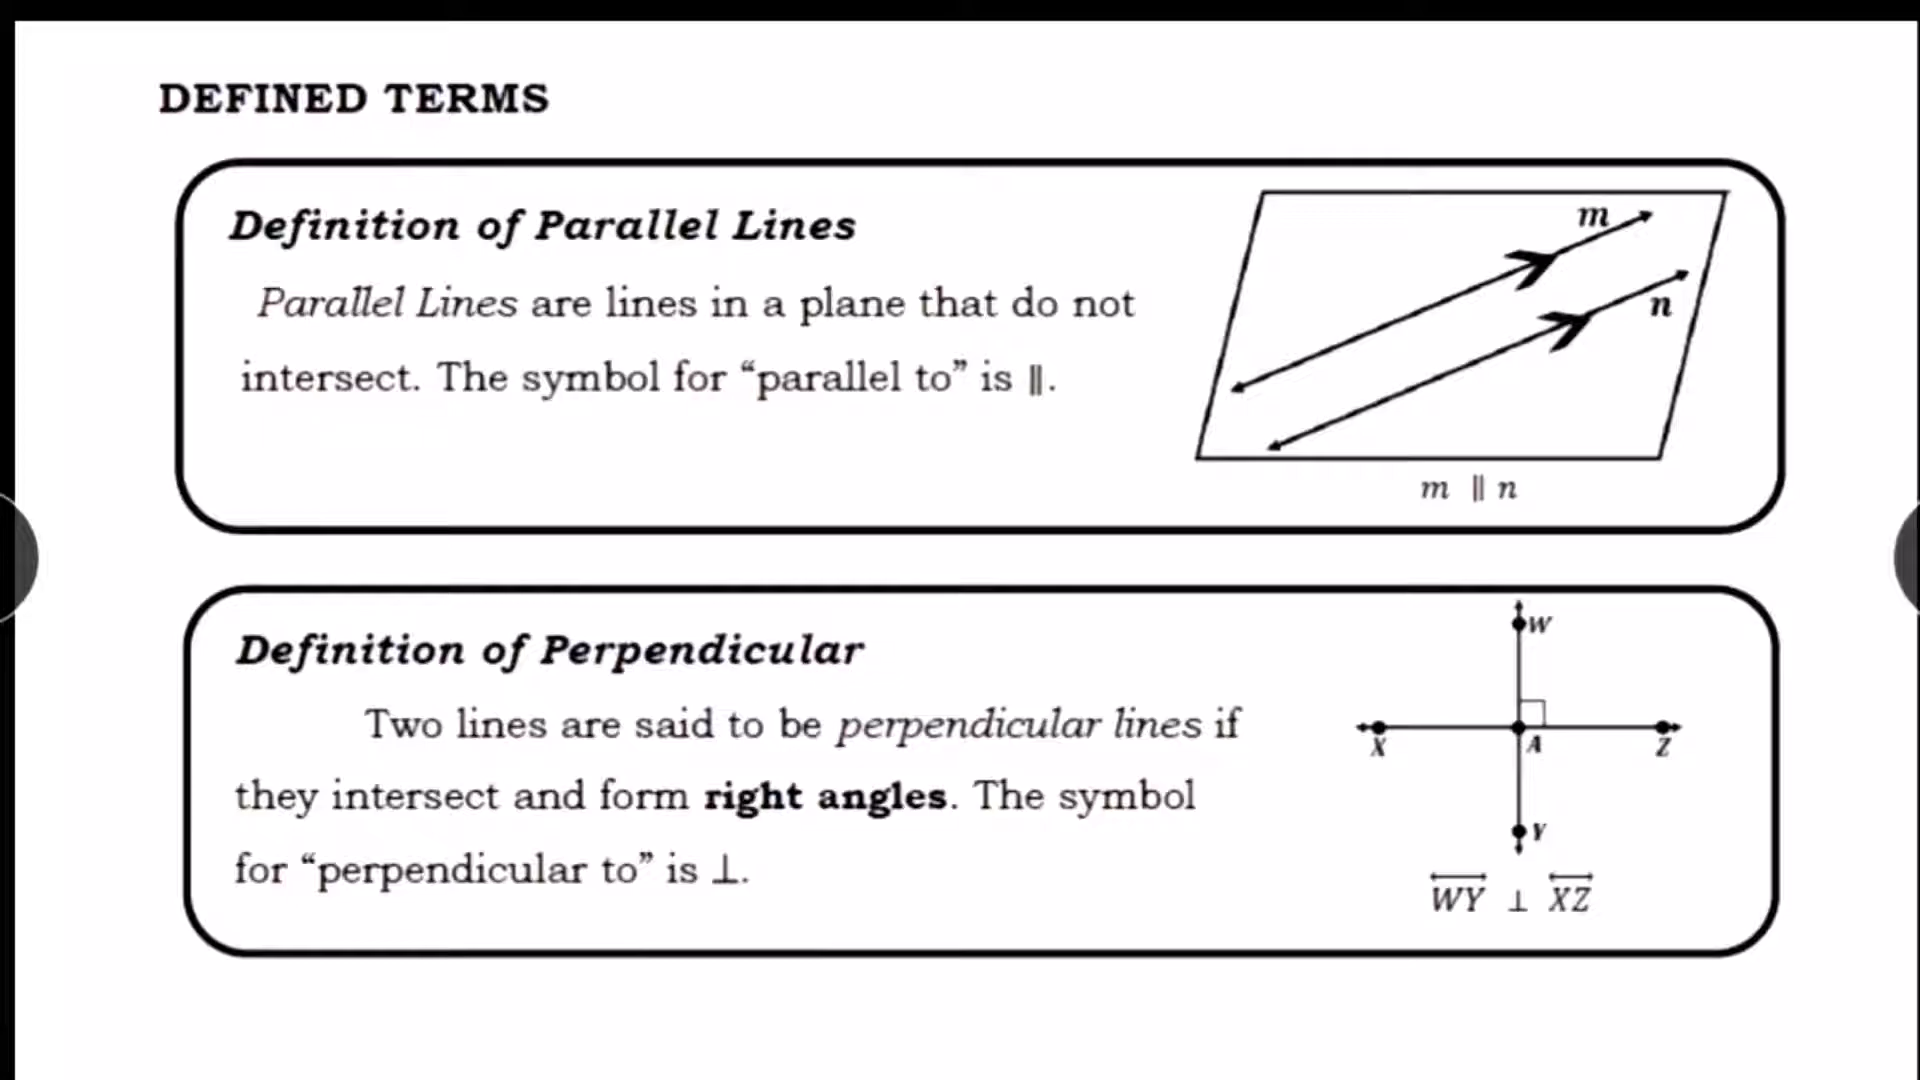 DEFINED TERMS
Definition of Parallel Lines
Parallel Lines are lines in a plane that do not
intersect. The symbol for “parallel to” is ∥.
m
n
m ∥ n
Definition of Perpendicular
Two lines are said to be perpendicular lines if
they intersect and form right angles. The symbol
for “perpendicular to” is ⊥.
W
X
A
Z
Y
WY ⊥ XZ